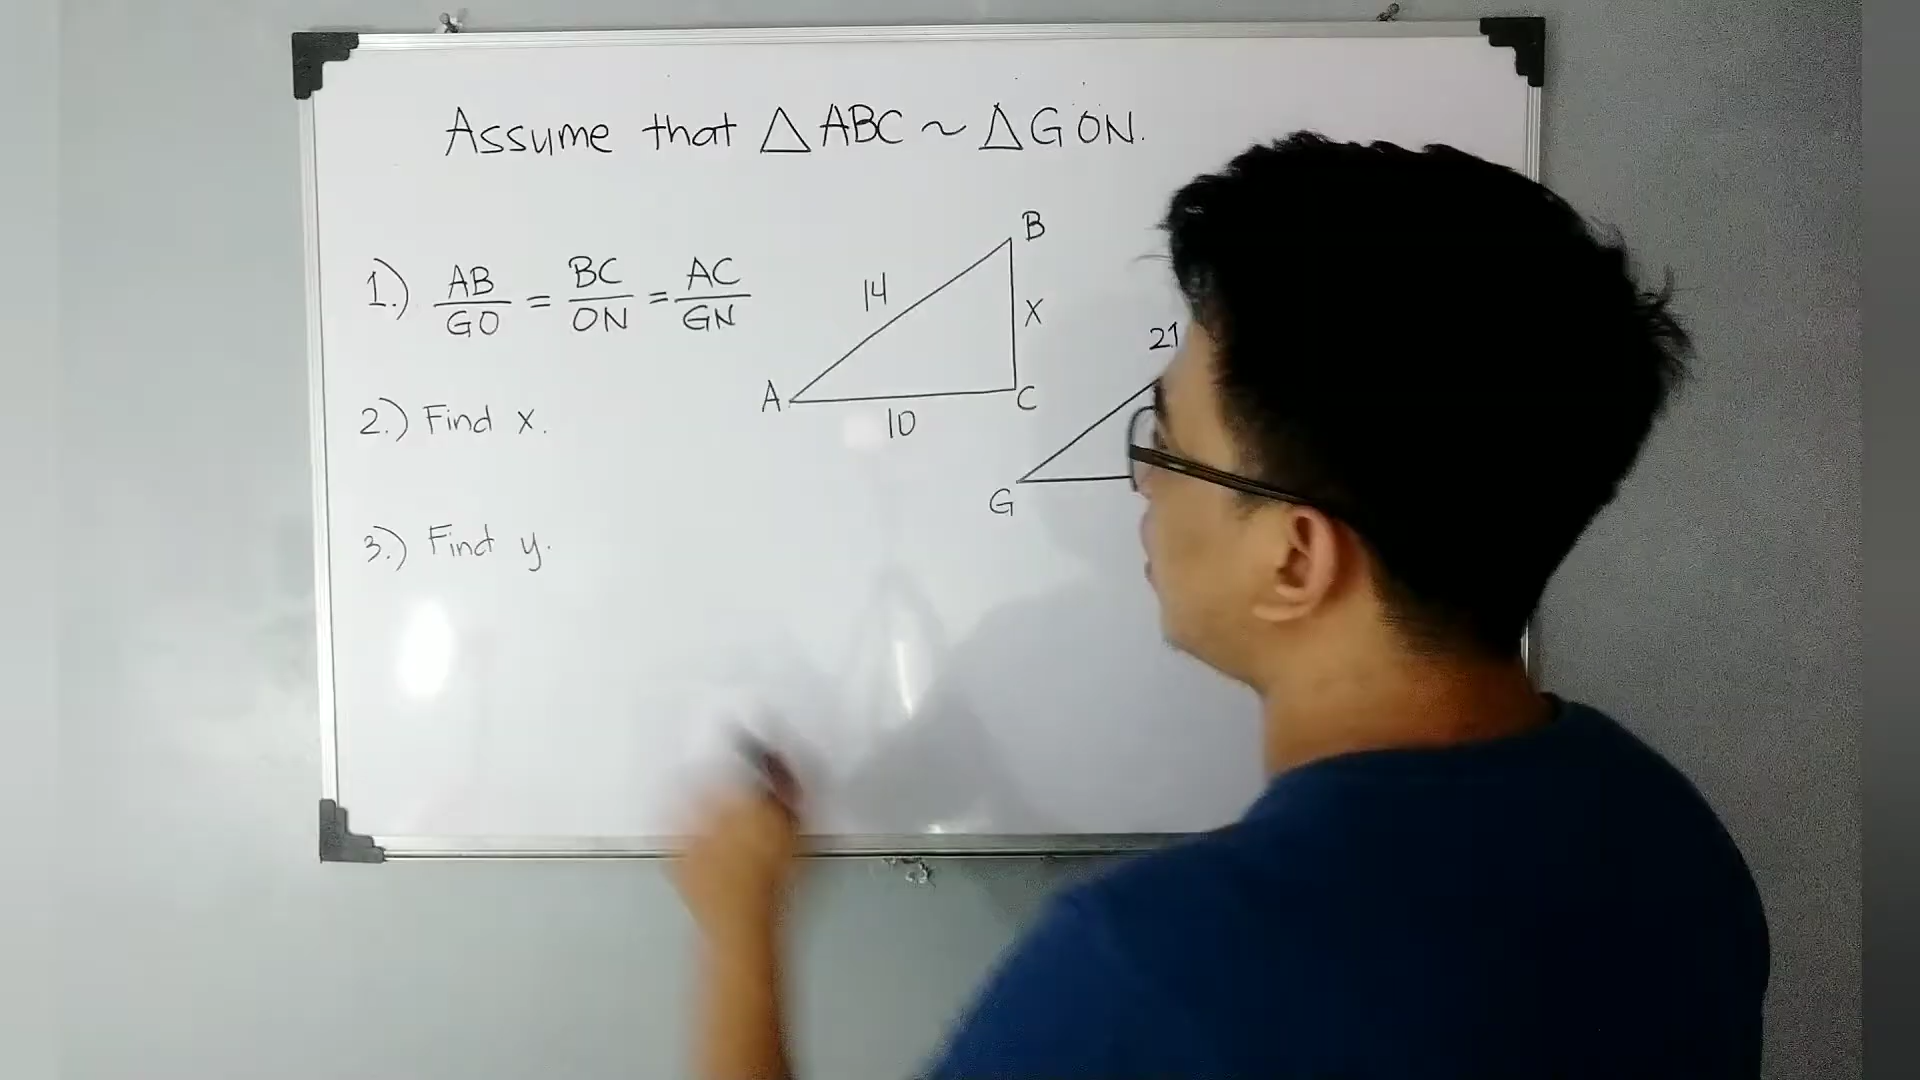 Assume that △ABC ~ △GON.
1.) AB/GO = BC/ON = AC/GN
2.) Find x.
3.) Find y.
B
14
x
A
C
10
21
G